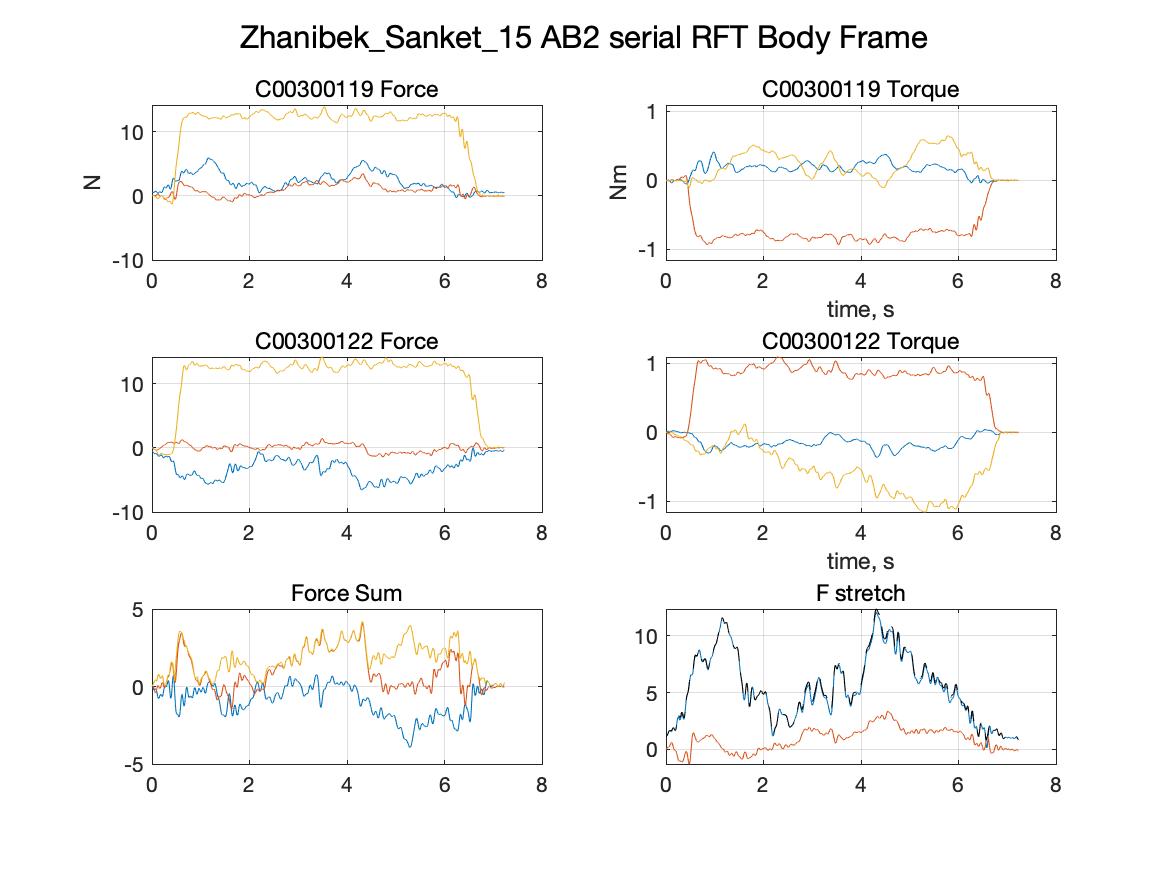 Zhanibek_Sanket_15 AB2 serial RFT Body Frame
C00300119 Force
N
10
0
-10
0 2 4 6 8
C00300119 Torque
Nm
1
0
-1
0 2 4 6 8
time, s
C00300122 Force
10
0
-10
0 2 4 6 8
C00300122 Torque
1
0
-1
0 2 4 6 8
time, s
Force Sum
5
0
-5
0 2 4 6 8
F stretch
10
5
0
0 2 4 6 8